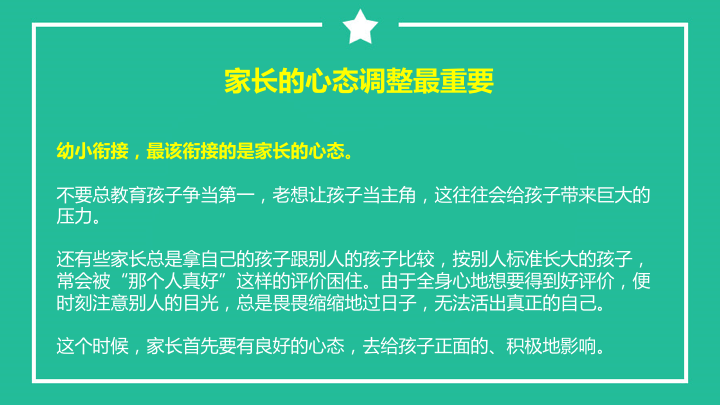 家长的心态调整最重要
幼小衔接，最该衔接的是家长的心态。
不要总教育孩子争当第一，老想让孩子当主角，这往往会给孩子带来巨大的
压力。
还有些家长总是拿自己的孩子跟别人的孩子比较，按别人标准长大的孩子，
常会被“那个人真好”这样的评价困住。由于全身心地想要得到好评价，便
时刻注意别人的目光，总是畏畏缩缩地过日子，无法活出真正的自己。
这个时候，家长首先要有良好的心态，去给孩子正面的、积极地影响。